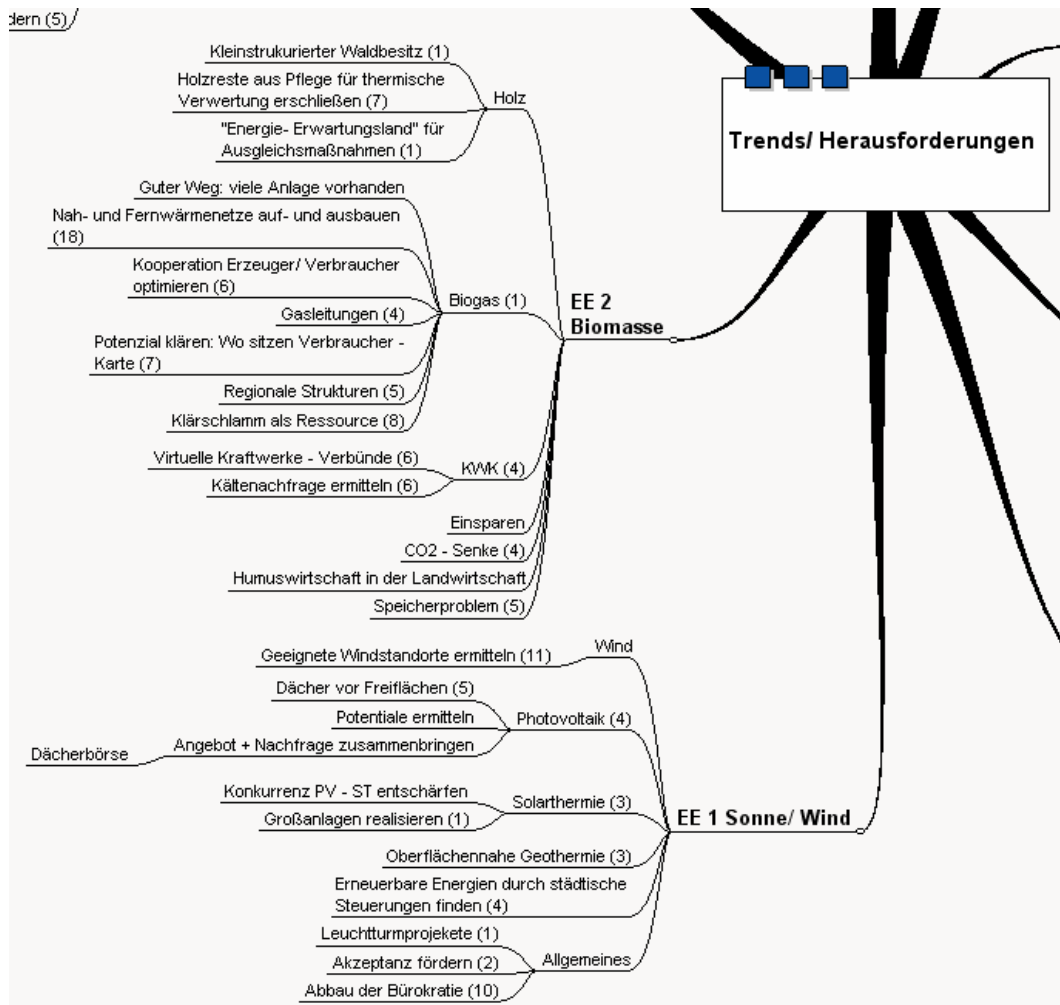 dern (5)
Trends/ Herausforderungen
EE 2
Biomasse
Holz
Kleinstrukurierter Waldbesitz (1)
Holzreste aus Pflege für thermische
Verwertung erschließen (7)
"Energie- Erwartungsland" für
Ausgleichsmaßnahmen (1)
Biogas (1)
Guter Weg: viele Anlage vorhanden
Nah- und Fernwärmenetze auf- und ausbauen
(18)
Kooperation Erzeuger/ Verbraucher
optimieren (6)
Gasleitungen (4)
Potenzial klären: Wo sitzen Verbraucher -
Karte (7)
Regionale Strukturen (5)
Klärschlamm als Ressource (8)
KWK (4)
Virtuelle Kraftwerke - Verbünde (6)
Kältenachfrage ermitteln (6)
Einsparen
CO2 - Senke (4)
Humuswirtschaft in der Landwirtschaft
Speicherproblem (5)
EE 1 Sonne/ Wind
Wind
Geeignete Windstandorte ermitteln (11)
Photovoltaik (4)
Dächer vor Freiflächen (5)
Potentiale ermitteln
Angebot + Nachfrage zusammenbringen
Dächerbörse
Solarthermie (3)
Konkurrenz PV - ST entschärfen
Großanlagen realisieren (1)
Oberflächennahe Geothermie (3)
Erneuerbare Energien durch städtische
Steuerungen finden (4)
Allgemeines
Leuchtturmprojekete (1)
Akzeptanz fördern (2)
Abbau der Bürokratie (10)